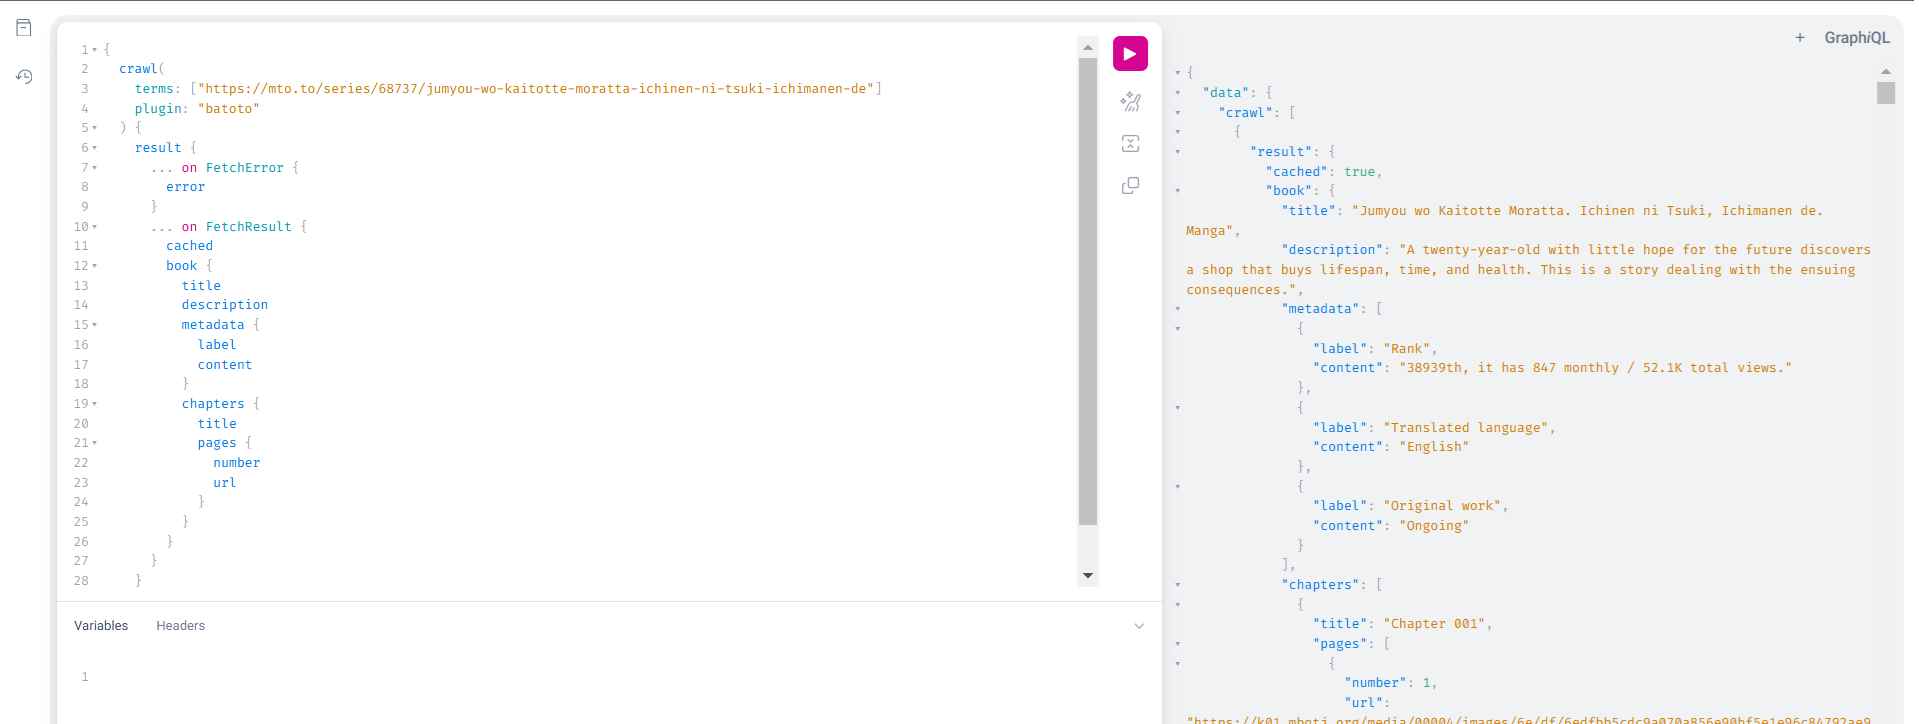 1 {
2 crawl(
3 terms: ["https://mto.to/series/68737/jumyou-wo-kaitotte-moratta-ichinen-ni-tsuki-ichimanen-de"]
4 plugin: "batoto"
5 ) {
6 result {
7 ... on FetchError {
8 error
9 }
10 ... on FetchResult {
11 cached
12 book {
13 title
14 description
15 metadata {
16 label
17 content
18 }
19 chapters {
20 title
21 pages {
22 number
23 url
24 }
25 }
26 }
27 }
28 }
Variables Headers
1
+ GraphiQL
{
"data": {
"crawl": [
{
"result": {
"cached": true,
"book": {
"title": "Jumyou wo Kaitotte Moratta. Ichinen ni Tsuki, Ichimanen de.
Manga",
"description": "A twenty-year-old with little hope for the future discovers
a shop that buys lifespan, time, and health. This is a story dealing with the ensuing
consequences.",
"metadata": [
{
"label": "Rank",
"content": "38939th, it has 847 monthly / 52.1K total views."
},
{
"label": "Translated language",
"content": "English"
},
{
"label": "Original work",
"content": "Ongoing"
}
],
"chapters": [
{
"title": "Chapter 001",
"pages": [
{
"number": 1,
"url":